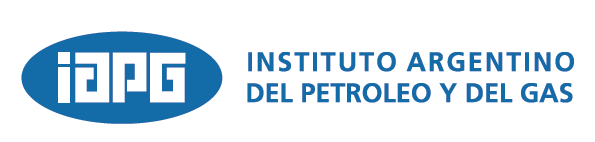 iAPG
INSTITUTO ARGENTINO
DEL PETROLEO Y DEL GAS